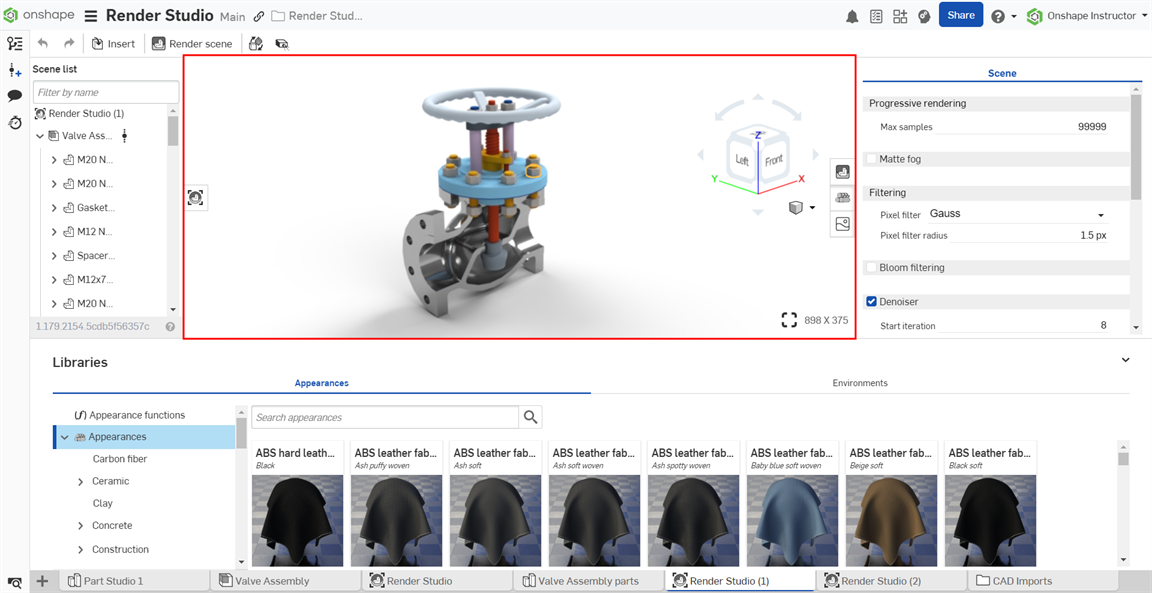 onshape
Render Studio Main Render Stud...
Share
Onshape Instructor
Insert
Render scene
Scene list
Filter by name
Render Studio (1)
Valve Ass...
M20 N...
M20 N...
Gasket...
M12 N...
Spacer...
M12x7...
M20 N...
1.179.2154.5cdb5f56357c
Z
Left
Front
Y
X
898 X 375
Scene
Progressive rendering
Max samples 99999
Matte fog
Filtering
Pixel filter Gauss
Pixel filter radius 1.5 px
Bloom filtering
Denoiser
Start iteration 8
Libraries
Appearances
Environments
Appearance functions
Appearances
Carbon fiber
Ceramic
Clay
Concrete
Construction
Search appearances
ABS hard leath...
Black
ABS leather fab...
Ash puffy woven
ABS leather fab...
Ash soft
ABS leather fab...
Ash soft woven
ABS leather fab...
Ash spotty woven
ABS leather fab...
Baby blue soft woven
ABS leather fab...
Beige soft
ABS leather fab...
Black soft
Part Studio 1
Valve Assembly
Render Studio
Valve Assembly parts
Render Studio (1)
Render Studio (2)
CAD Imports